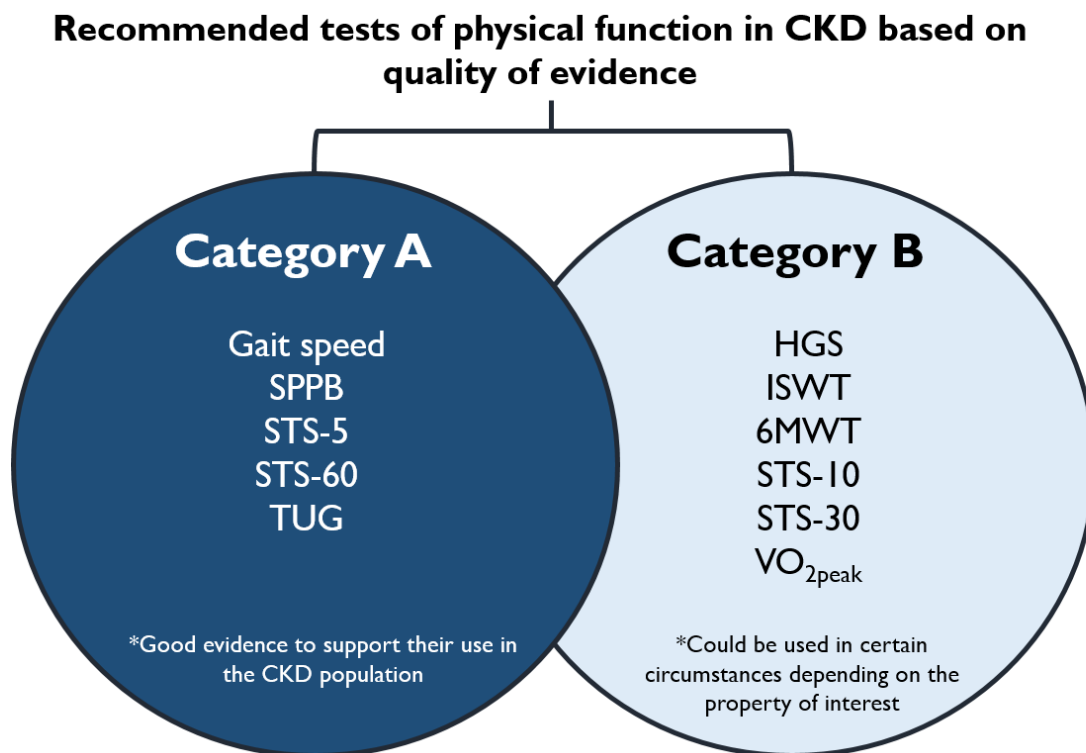 Recommended tests of physical function in CKD based on
quality of evidence
Category A
Gait speed
SPPB
STS-5
STS-60
TUG
*Good evidence to support their use in
the CKD population
Category B
HGS
ISWT
6MWT
STS-10
STS-30
VO2peak
*Could be used in certain
circumstances depending on the
property of interest